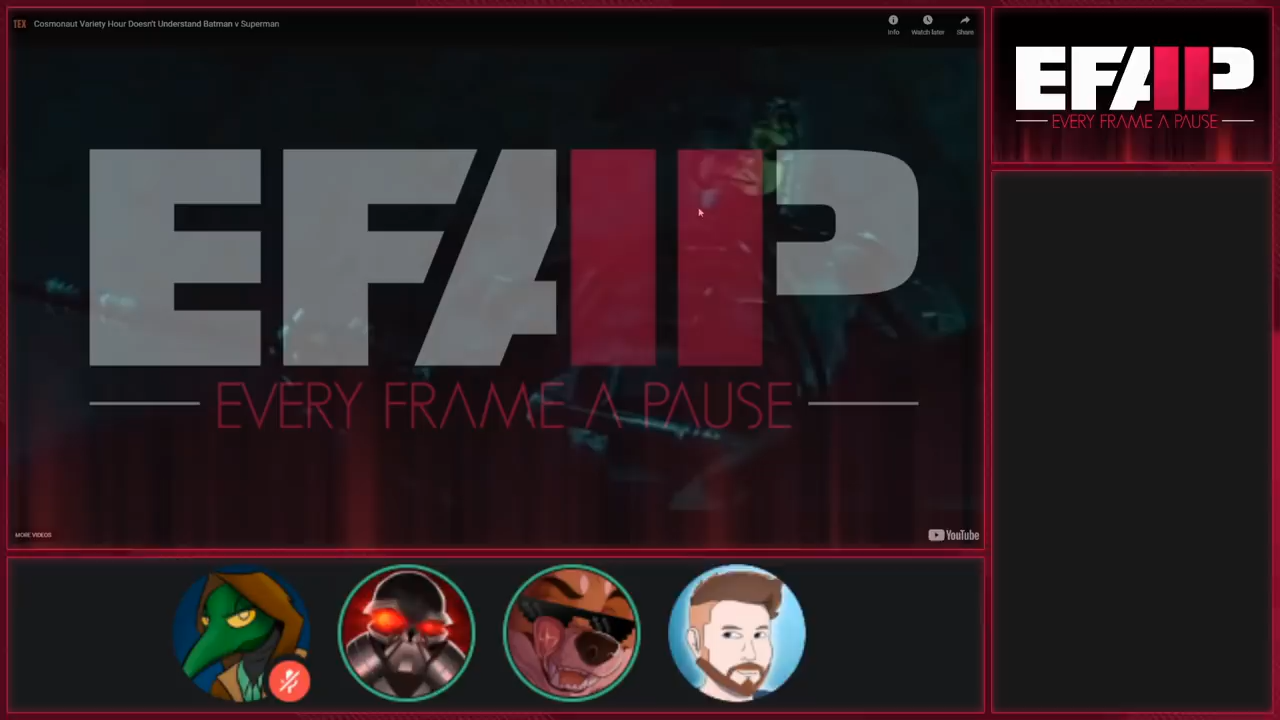 TEX Cosmonaut Variety Hour Doesn't Understand Batman v Superman
Info Watch later Share
EFAP
EVERY FRAME A PAUSE
MORE VIDEOS
YouTube
EFAP
EVERY FRAME A PAUSE